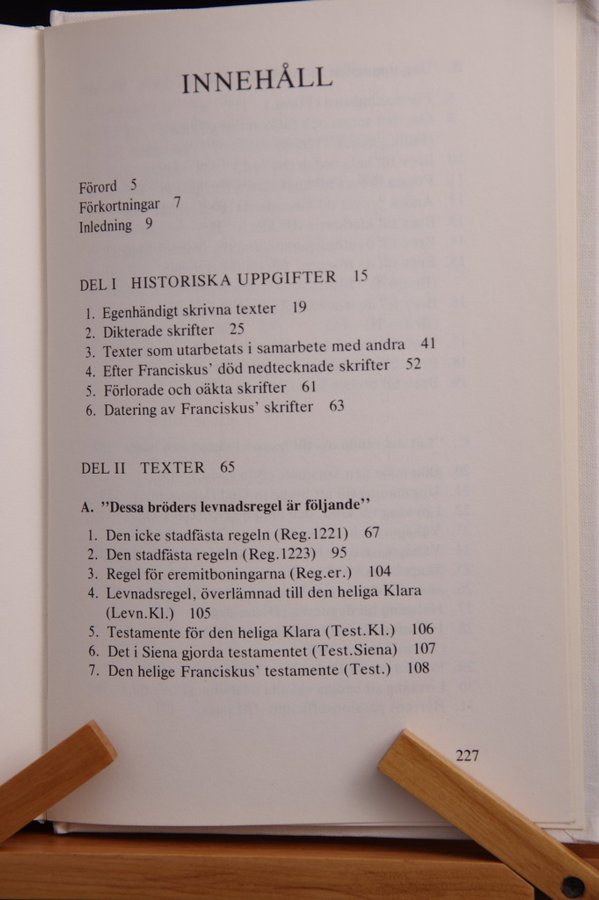 INNEHÅLL
Förord 5
Förkortningar 7
Inledning 9
DEL I HISTORISKA UPPGIFTER 15
1. Egenhändigt skrivna texter 19
2. Dikterade skrifter 25
3. Texter som utarbetats i samarbete med andra 41
4. Efter Franciskus' död nedtecknade skrifter 52
5. Förlorade och oäkta skrifter 61
6. Datering av Franciskus' skrifter 63
DEL II TEXTER 65
A. ”Dessa bröders levnadsregel är följande”
1. Den icke stadfästa regeln (Reg.1221) 67
2. Den stadfästa regeln (Reg.1223) 95
3. Regel för eremitboningarna (Reg.er.) 104
4. Levnadsregel, överlämnad till den heliga Klara
(Levn.Kl.) 105
5. Testamente för den heliga Klara (Test.Kl.) 106
6. Det i Siena gjorda testamentet (Test.Siena) 107
7. Den helige Franciskus' testamente (Test.) 108
227